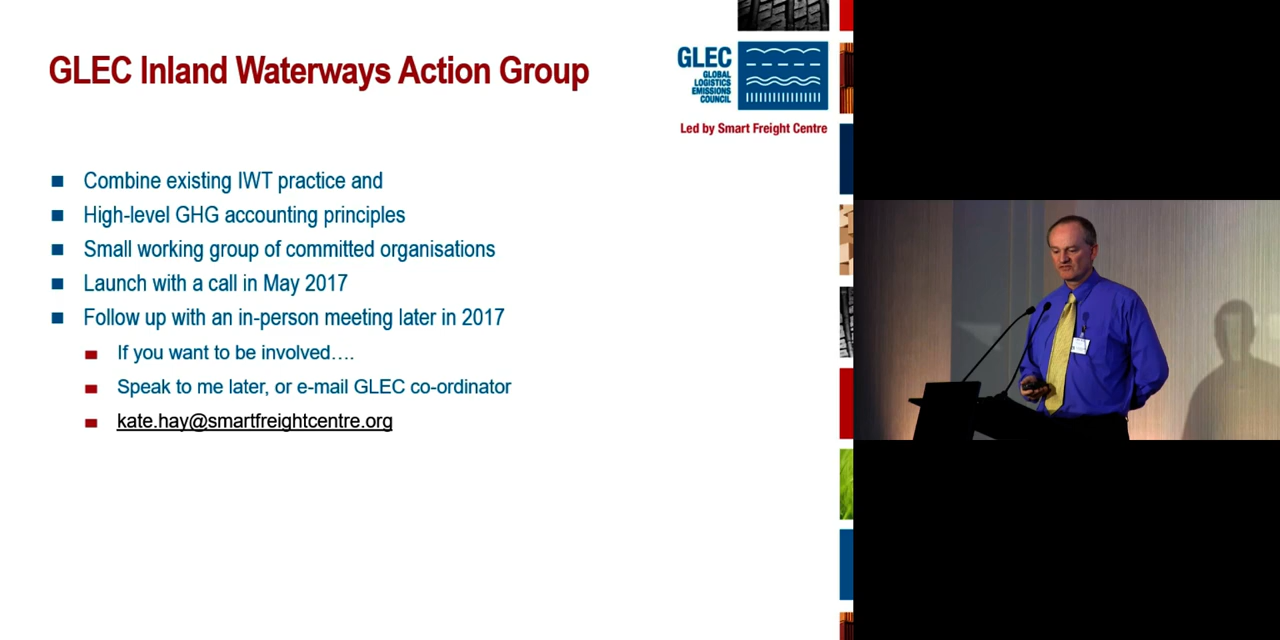 GLEC Inland Waterways Action Group
GLEC
GLOBAL
LOGISTICS
EMISSIONS
COUNCIL
Led by Smart Freight Centre
Combine existing IWT practice and
High-level GHG accounting principles
Small working group of committed organisations
Launch with a call in May 2017
Follow up with an in-person meeting later in 2017
If you want to be involved....
Speak to me later, or e-mail GLEC co-ordinator
kate.hay@smartfreightcentre.org